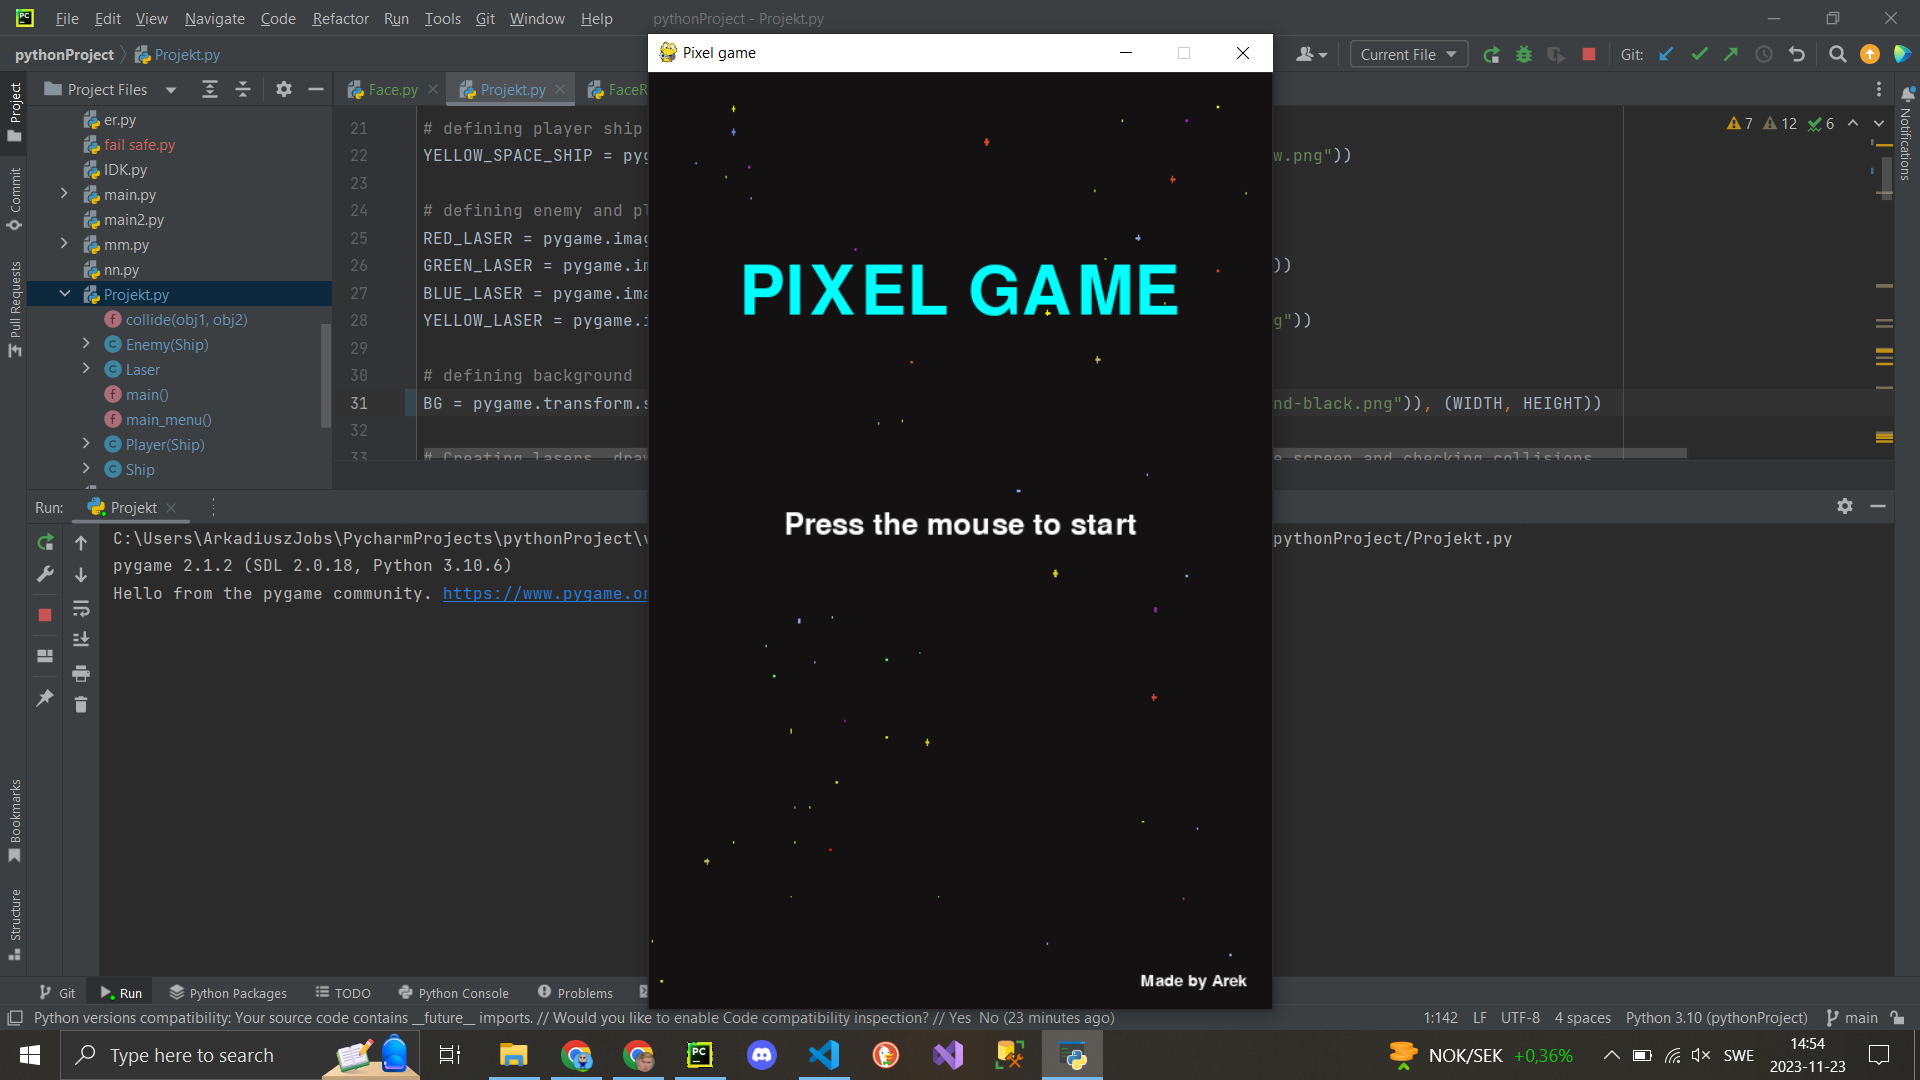 File Edit View Navigate Code Refactor Run Tools Git Window Help pythonProject - Projekt.py
pythonProject Projekt.py
Current File
Git:
Pixel game
Project
Commit
Pull Requests
Bookmarks
Structure
Notifications
Project Files
er.py
fail safe.py
IDK.py
main.py
main2.py
mm.py
nn.py
Projekt.py
collide(obj1, obj2)
Enemy(Ship)
Laser
main()
main_menu()
Player(Ship)
Ship
Face.py Projekt.py FaceR
7 12 6
21 # defining player ship
22 YELLOW_SPACE_SHIP = pyg w.png"))
23
24 # defining enemy and pl
25 RED_LASER = pygame.imag
26 GREEN_LASER = pygame.im ))
27 BLUE_LASER = pygame.ima
28 YELLOW_LASER = pygame.i g"))
29
30 # defining background
31 BG = pygame.transform.s nd-black.png")), (WIDTH, HEIGHT))
32
33 # Creating lasers, draw e screen and checking collisions
PIXEL GAME
Press the mouse to start
Made by Arek
Run: Projekt
C:\Users\ArkadiuszJobs\PycharmProjects\pythonProject\v pythonProject/Projekt.py
pygame 2.1.2 (SDL 2.0.18, Python 3.10.6)
Hello from the pygame community. https://www.pygame.or
Git Run Python Packages TODO Python Console Problems
Python versions compatibility: Your source code contains __future__ imports. // Would you like to enable Code compatibility inspection? // Yes No (23 minutes ago)
1:142 LF UTF-8 4 spaces Python 3.10 (pythonProject) main
Type here to search
NOK/SEK +0,36%
SWE
14:54
2023-11-23